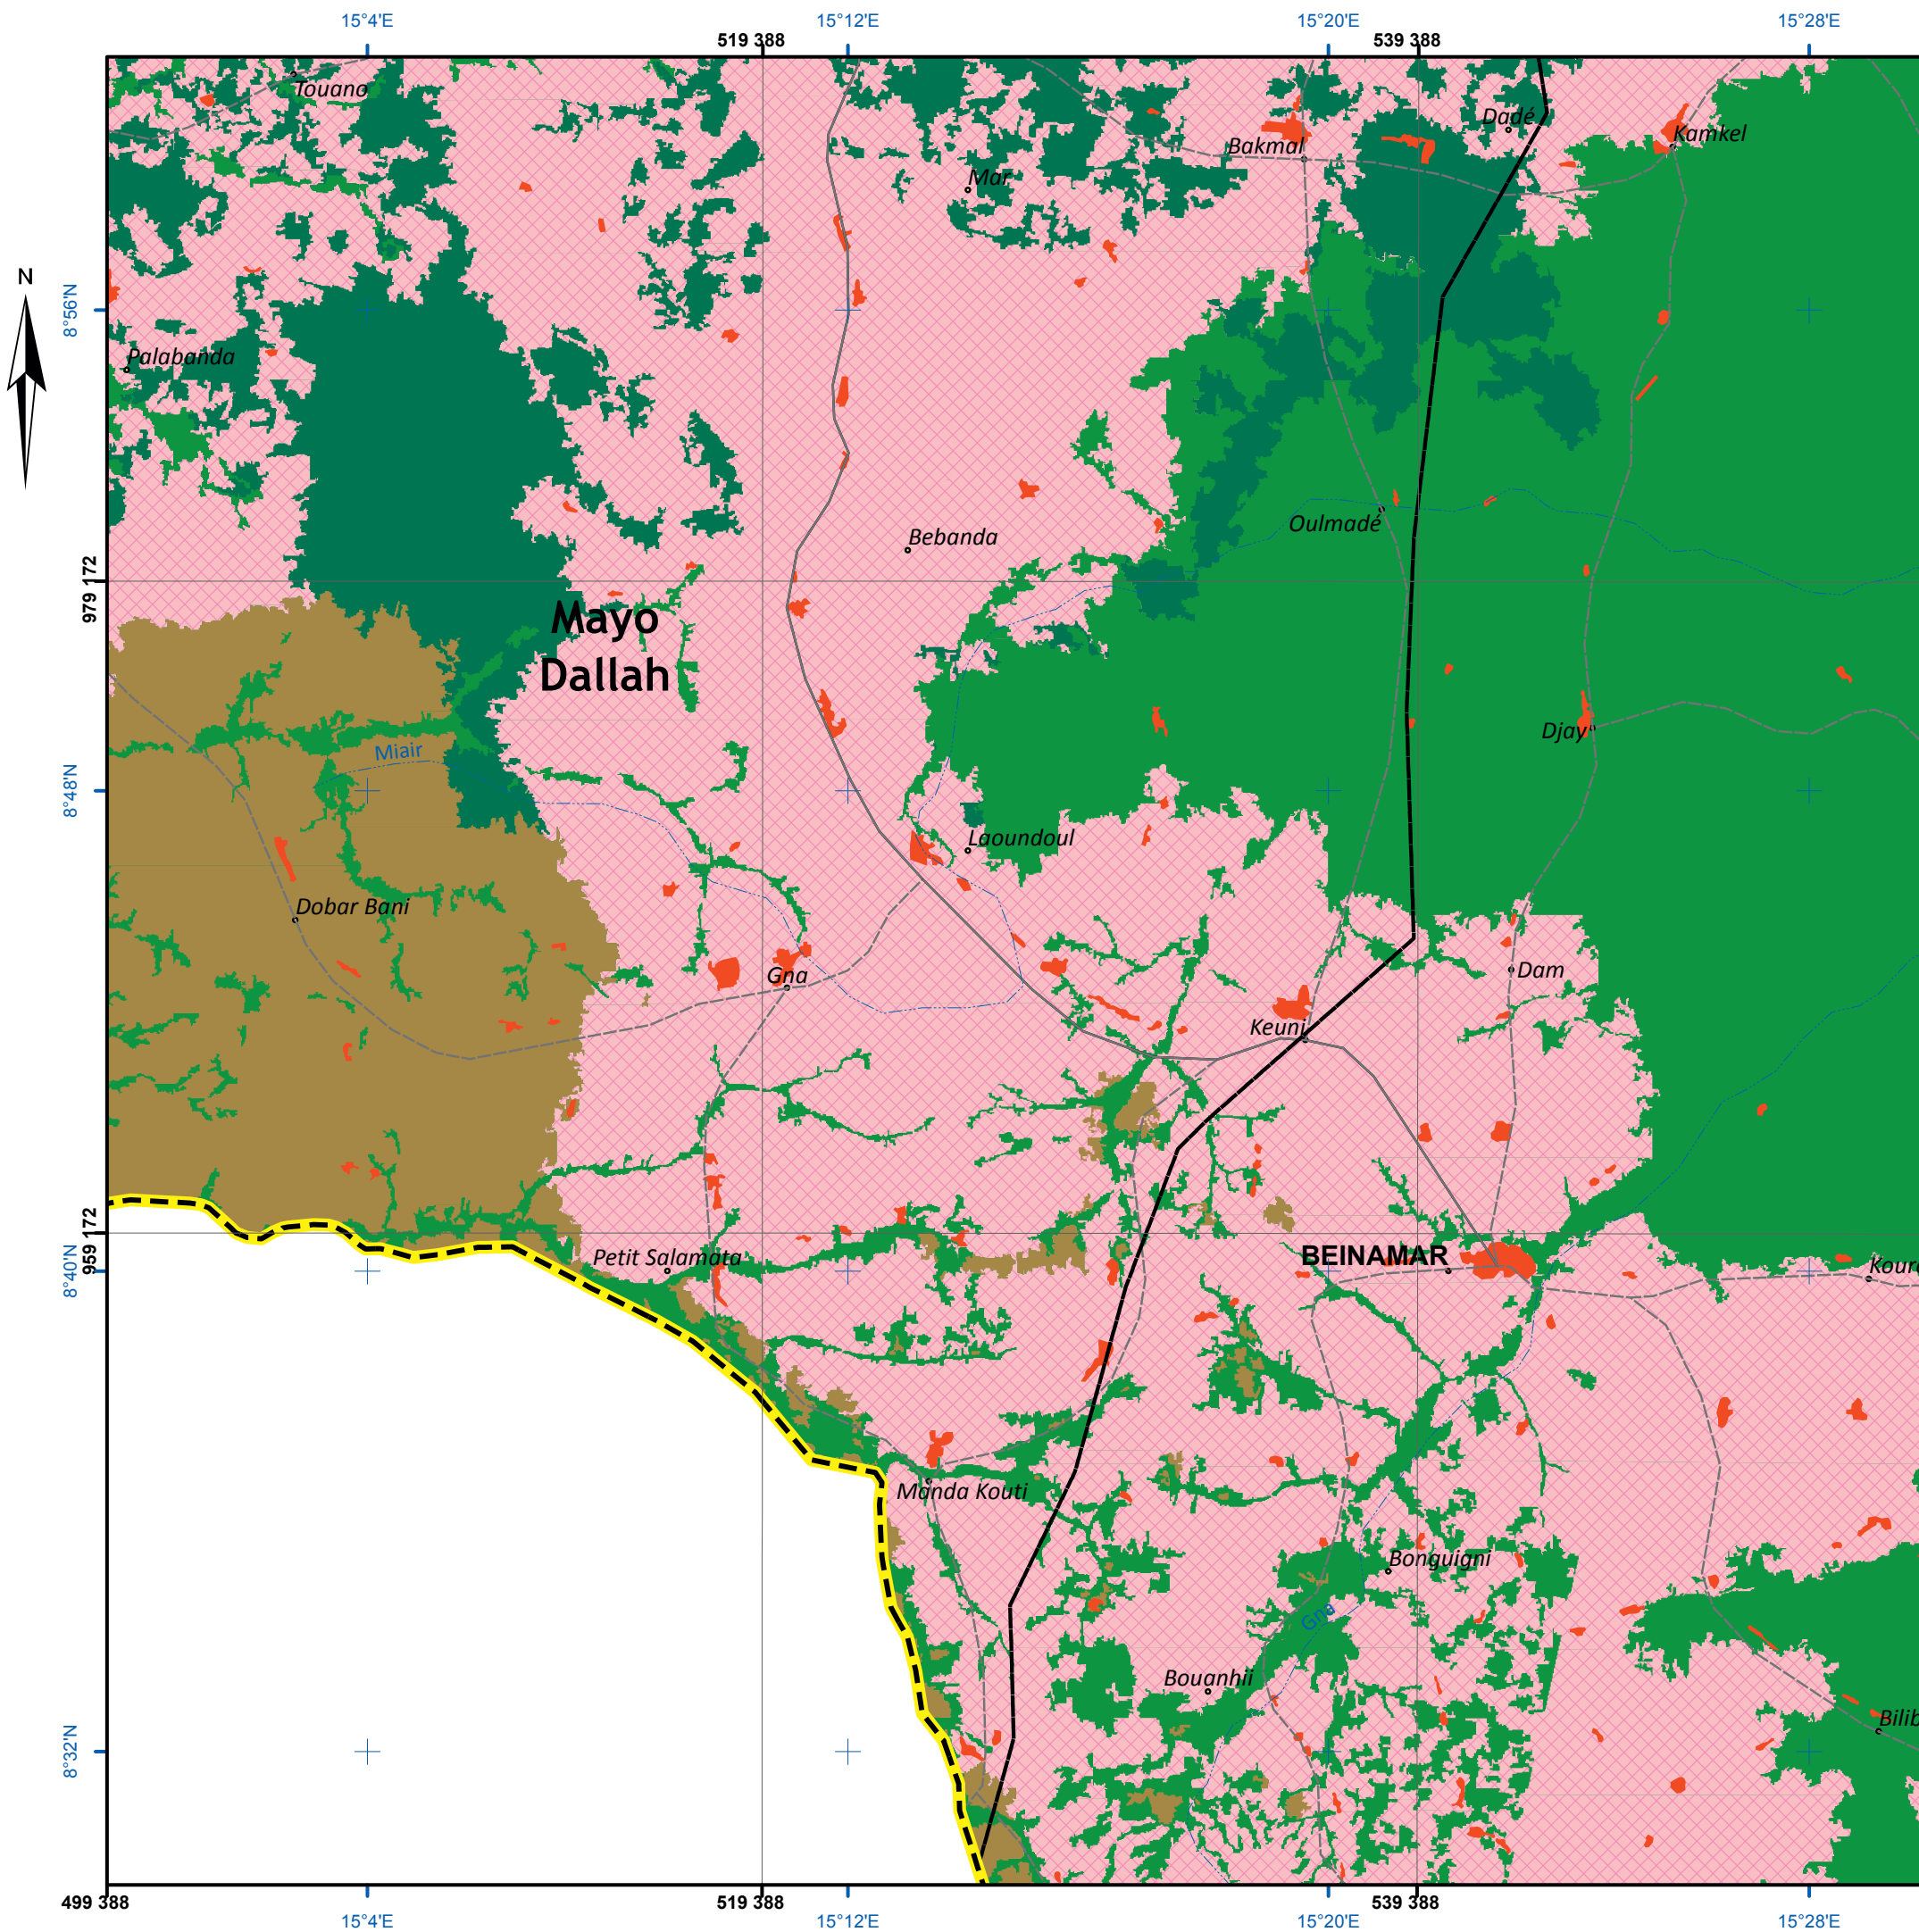 15°4'E
15°12'E
15°20'E
15°28'E
519 388
539 388
Touano
Dadé
Kamkel
Bakmal
Mar
N
8°56'N
Palabanda
Oulmadé
Bebanda
979 172
Mayo
Dallah
Djay
Miair
8°48'N
Laoundoul
Dobar Bani
Gna
Dam
Keuni
959 172
8°40'N
Petit Salamata
BEINAMAR
Kour
Manda Kouti
Bonguigni
Gna
Bouanhii
Bilib
8°32'N
499 388
519 388
539 388
15°4'E
15°12'E
15°20'E
15°28'E